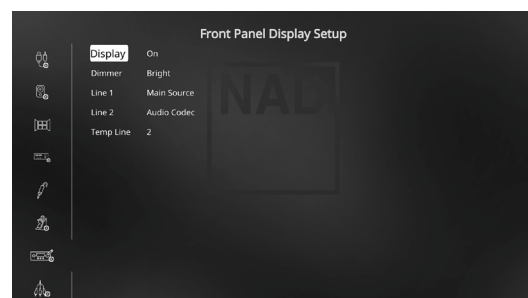 Front Panel Display Setup
Display On
Dimmer Bright
Line 1 Main Source
Line 2 Audio Codec
Temp Line 2
NAD